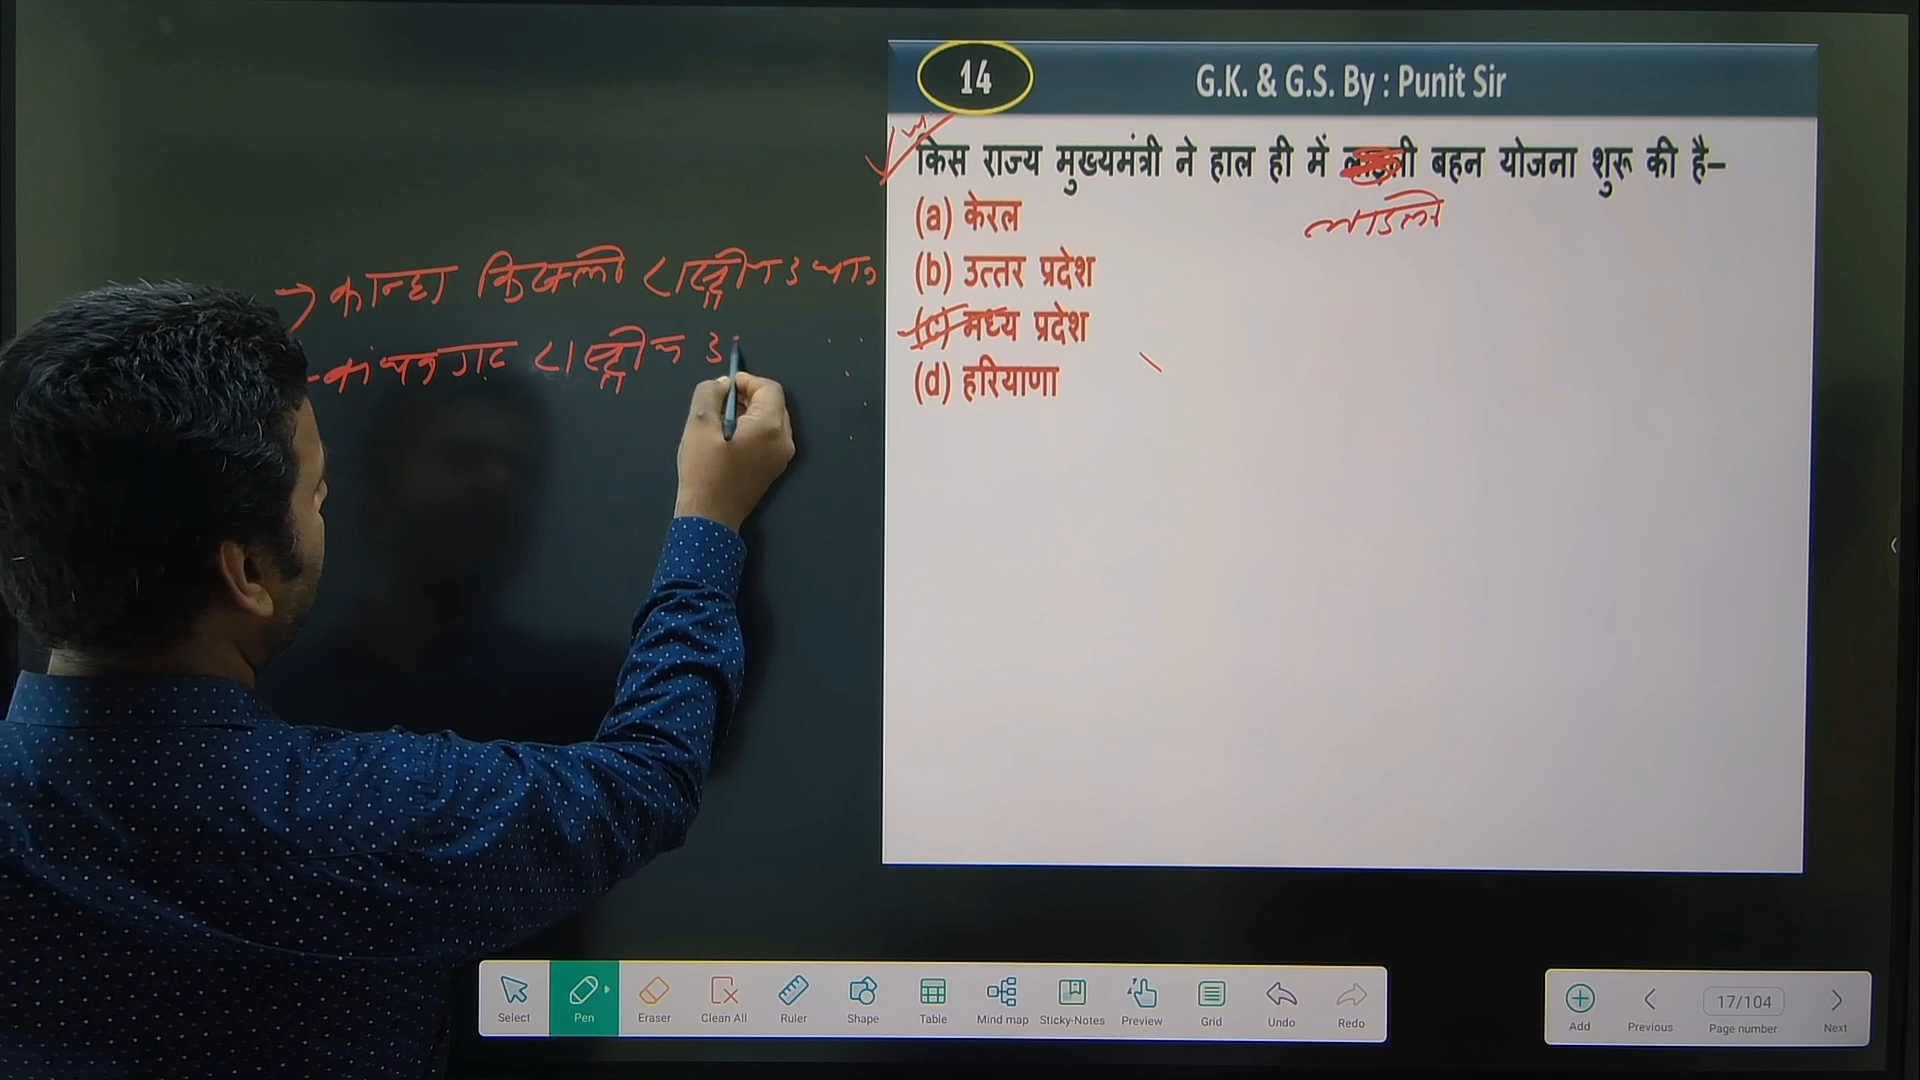 14
G.K. & G.S. By : Punit Sir
किस राज्य मुख्यमंत्री ने हाल ही में बहन योजना शुरू की है–
लाडली
(a) केरल
(b) उत्तर प्रदेश
(c) मध्य प्रदेश
(d) हरियाणा
कान्हा किसली राष्ट्रीय उद्यान
राष्ट्रीय उ
Select Pen Eraser Clean All Ruler Shape Table Mind map Sticky-Notes Preview Grid Undo Redo
Add Previous 17/104 Page number Next